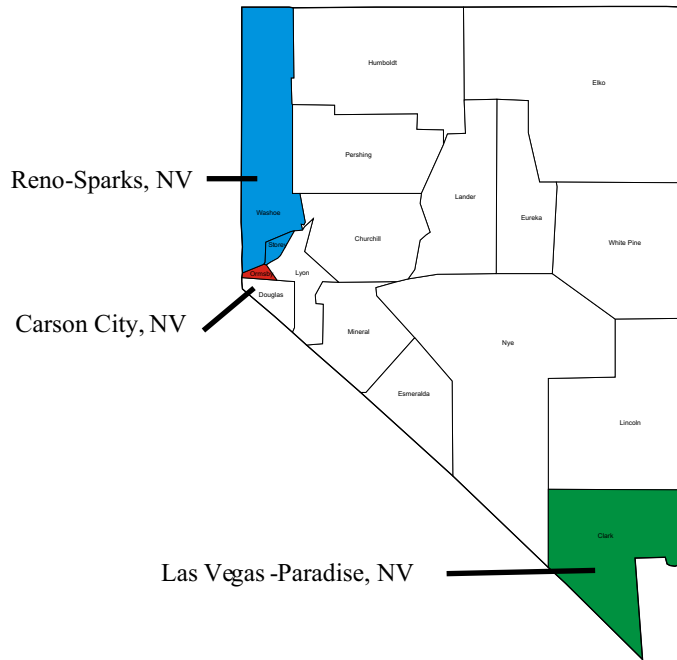 Humboldt
Elko
Pershing
Reno-Sparks, NV
Lander
Washoe
Eureka
Churchill
White Pine
Storey
Ormsby
Lyon
Douglas
Carson City, NV
Mineral
Nye
Esmeralda
Lincoln
Clark
Las Vegas -Paradise, NV